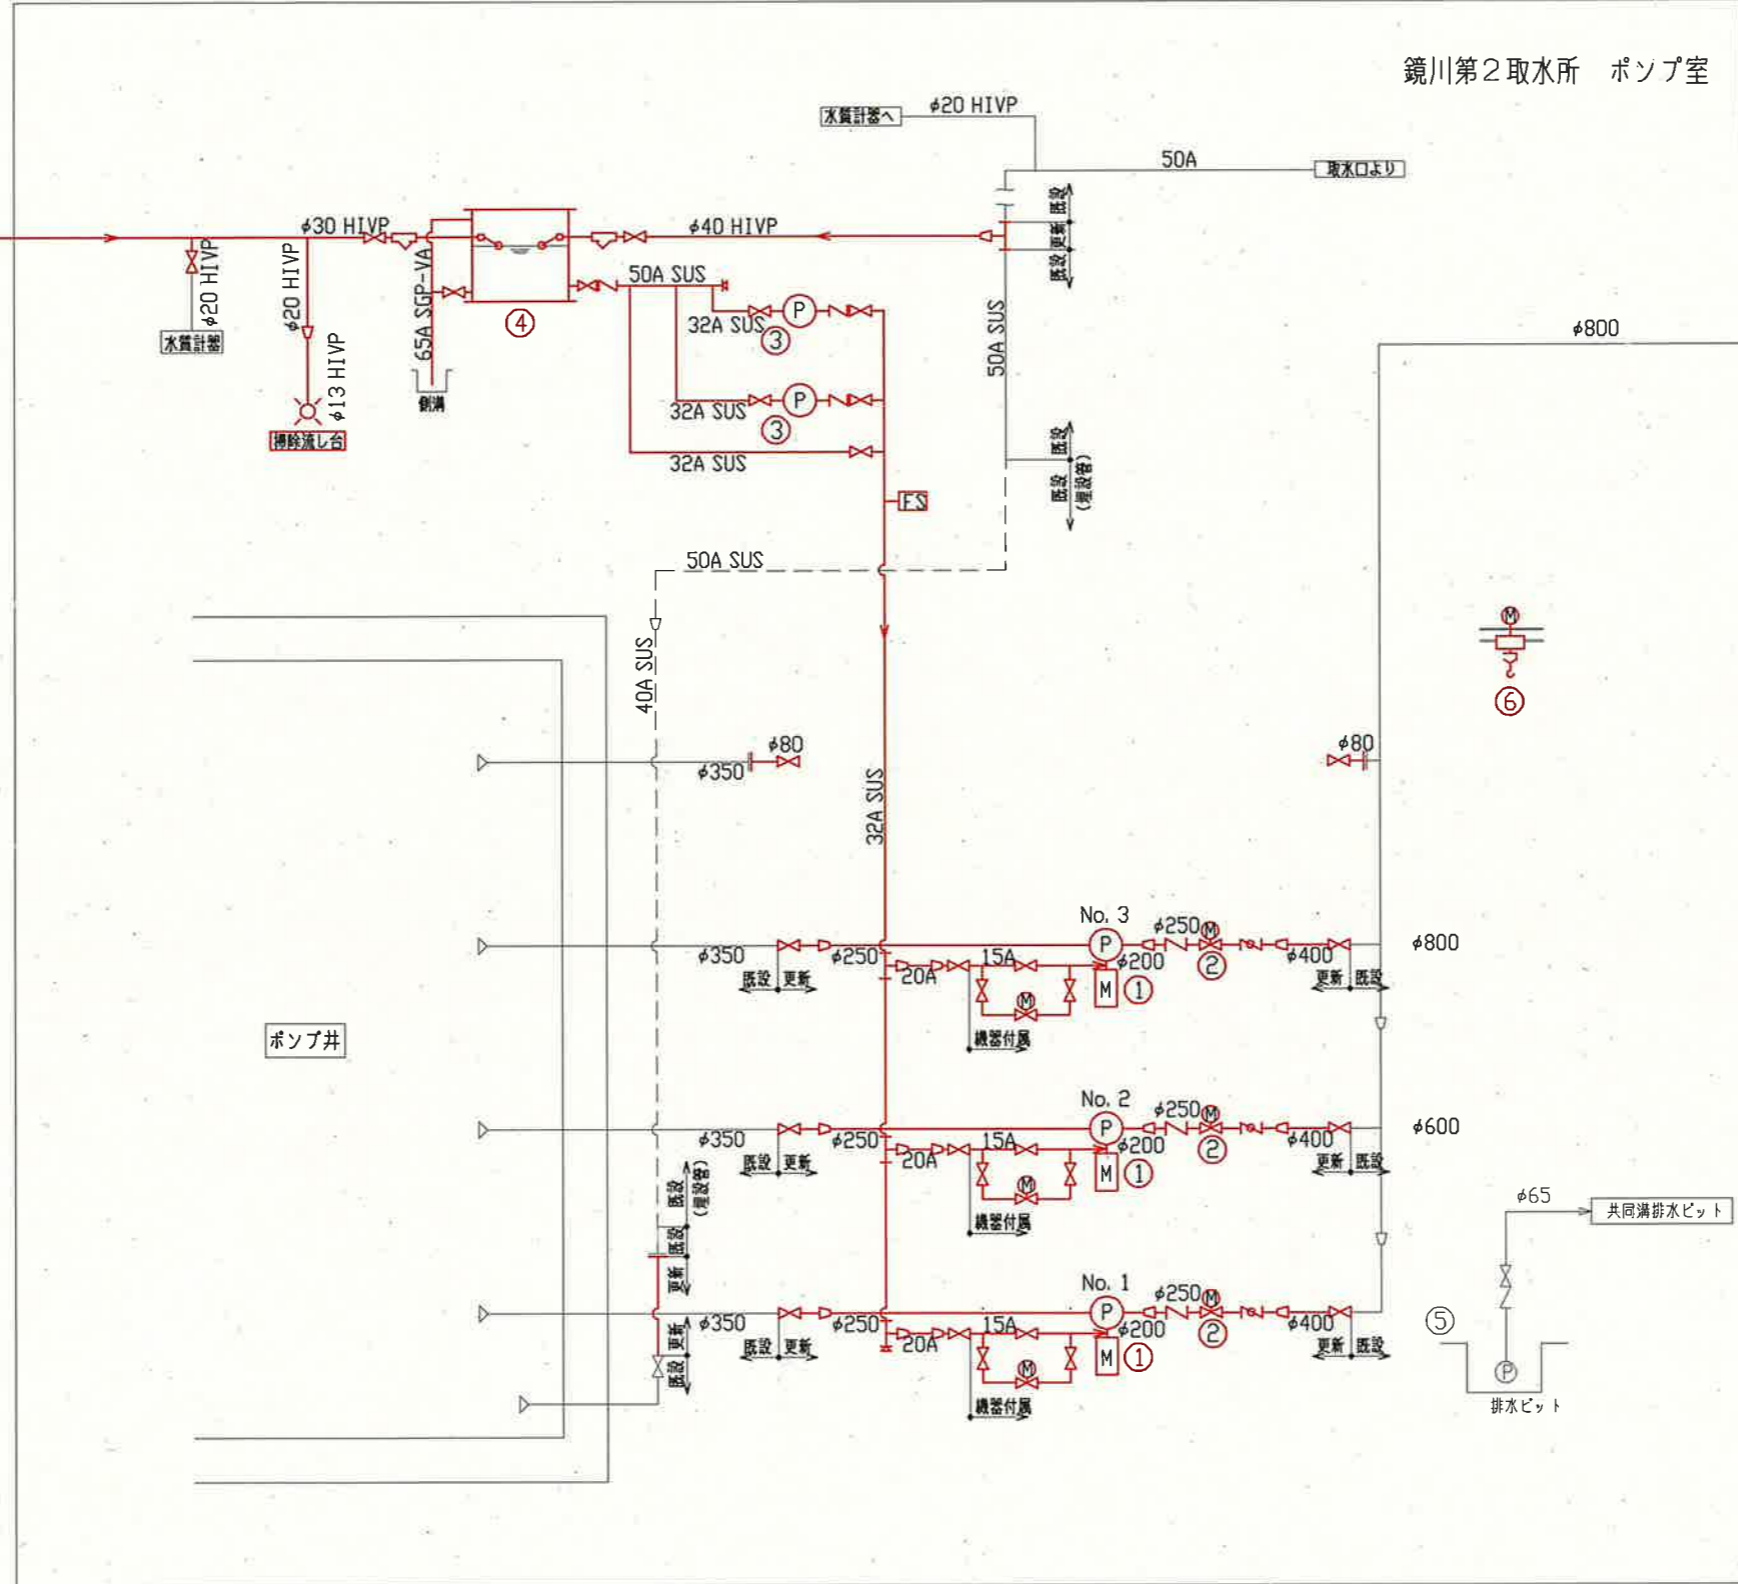 鏡川第2取水所　ポンプ室
水質計器へ
φ20 HIVP
50A
取水口より
既設
更新
既設
φ30 HIVP
φ40 HIVP
φ20 HIVP
水質計器
φ20 HIVP
φ13 HIVP
掃除流し台
65A SGP-VA
側溝
④
50A SUS
32A SUS
P
③
32A SUS
P
③
32A SUS
FS
50A SUS
既設
既設
(埋設管)
φ800
50A SUS
40A SUS
32A SUS
M
⑥
φ350
φ80
φ80
ポンプ井
No. 3
φ350
既設
更新
φ250
20A
15A
M
機器付属
P
φ200
M
①
φ250
M
②
φ400
更新
既設
φ800
No. 2
φ350
既設
更新
φ250
20A
15A
M
機器付属
P
φ200
M
①
φ250
M
②
φ400
更新
既設
φ600
既設
(埋設管)
既設
更新
更新
既設
No. 1
φ350
既設
更新
φ250
20A
15A
M
機器付属
P
φ200
M
①
φ250
M
②
φ400
更新
既設
φ65
共同溝排水ピット
⑤
P
排水ピット